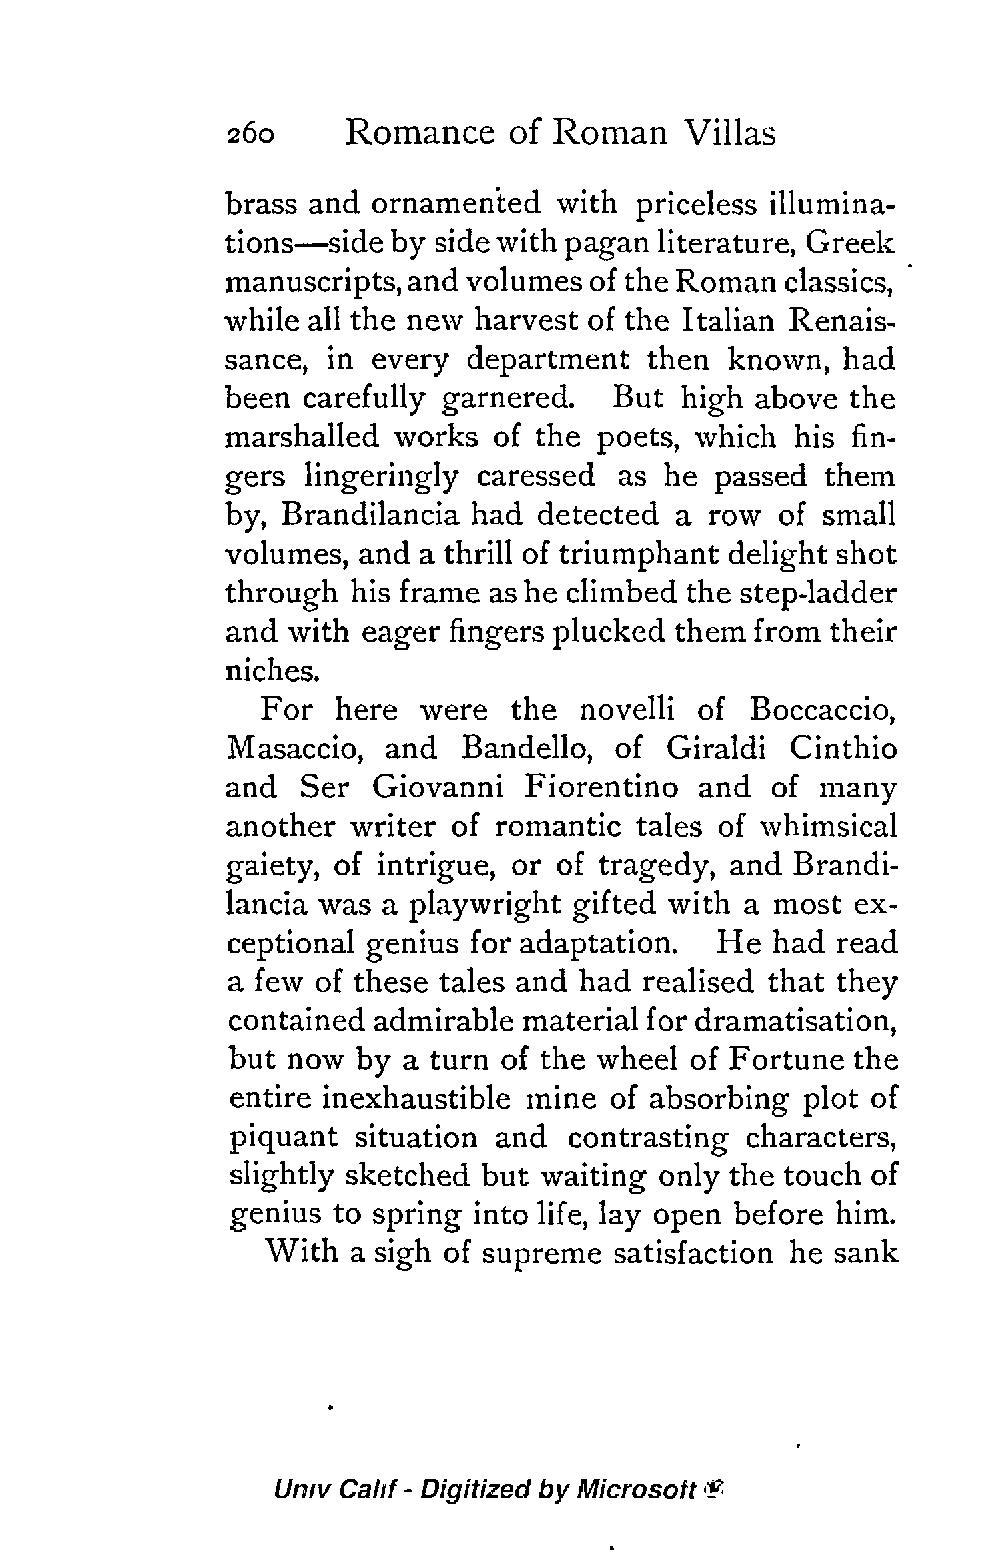 260 Romance of Roman Villas
brass and ornamented with priceless illumina-
tions—side by side with pagan literature, Greek
manuscripts, and volumes of the Roman classics,
while all the new harvest of the Italian Renais-
sance, in every department then known, had
been carefully garnered. But high above the
marshalled works of the poets, which his fin-
gers lingeringly caressed as he passed them
by, Brandilancia had detected a row of small
volumes, and a thrill of triumphant delight shot
through his frame as he climbed the step-ladder
and with eager fingers plucked them from their
niches.
For here were the novelli of Boccaccio,
Masaccio, and Bandello, of Giraldi Cinthio
and Ser Giovanni Fiorentino and of many
another writer of romantic tales of whimsical
gaiety, of intrigue, or of tragedy, and Brandi-
lancia was a playwright gifted with a most ex-
ceptional genius for adaptation. He had read
a few of these tales and had realised that they
contained admirable material for dramatisation,
but now by a turn of the wheel of Fortune the
entire inexhaustible mine of absorbing plot of
piquant situation and contrasting characters,
slightly sketched but waiting only the touch of
genius to spring into life, lay open before him.
With a sigh of supreme satisfaction he sank
Univ Calif - Digitized by Microsoft ®